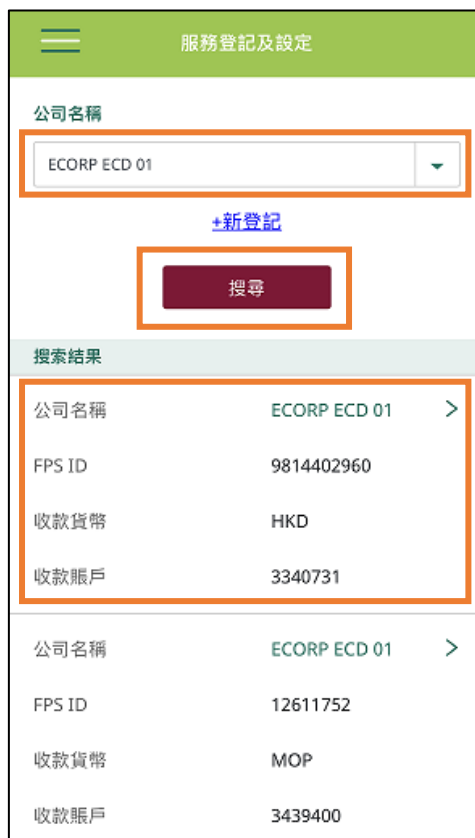 服務登記及設定
公司名稱
ECORP ECD 01
+新登記
搜尋
搜索結果
公司名稱 ECORP ECD 01
FPS ID 9814402960
收款貨幣 HKD
收款賬戶 3340731
公司名稱 ECORP ECD 01
FPS ID 12611752
收款貨幣 MOP
收款賬戶 3439400